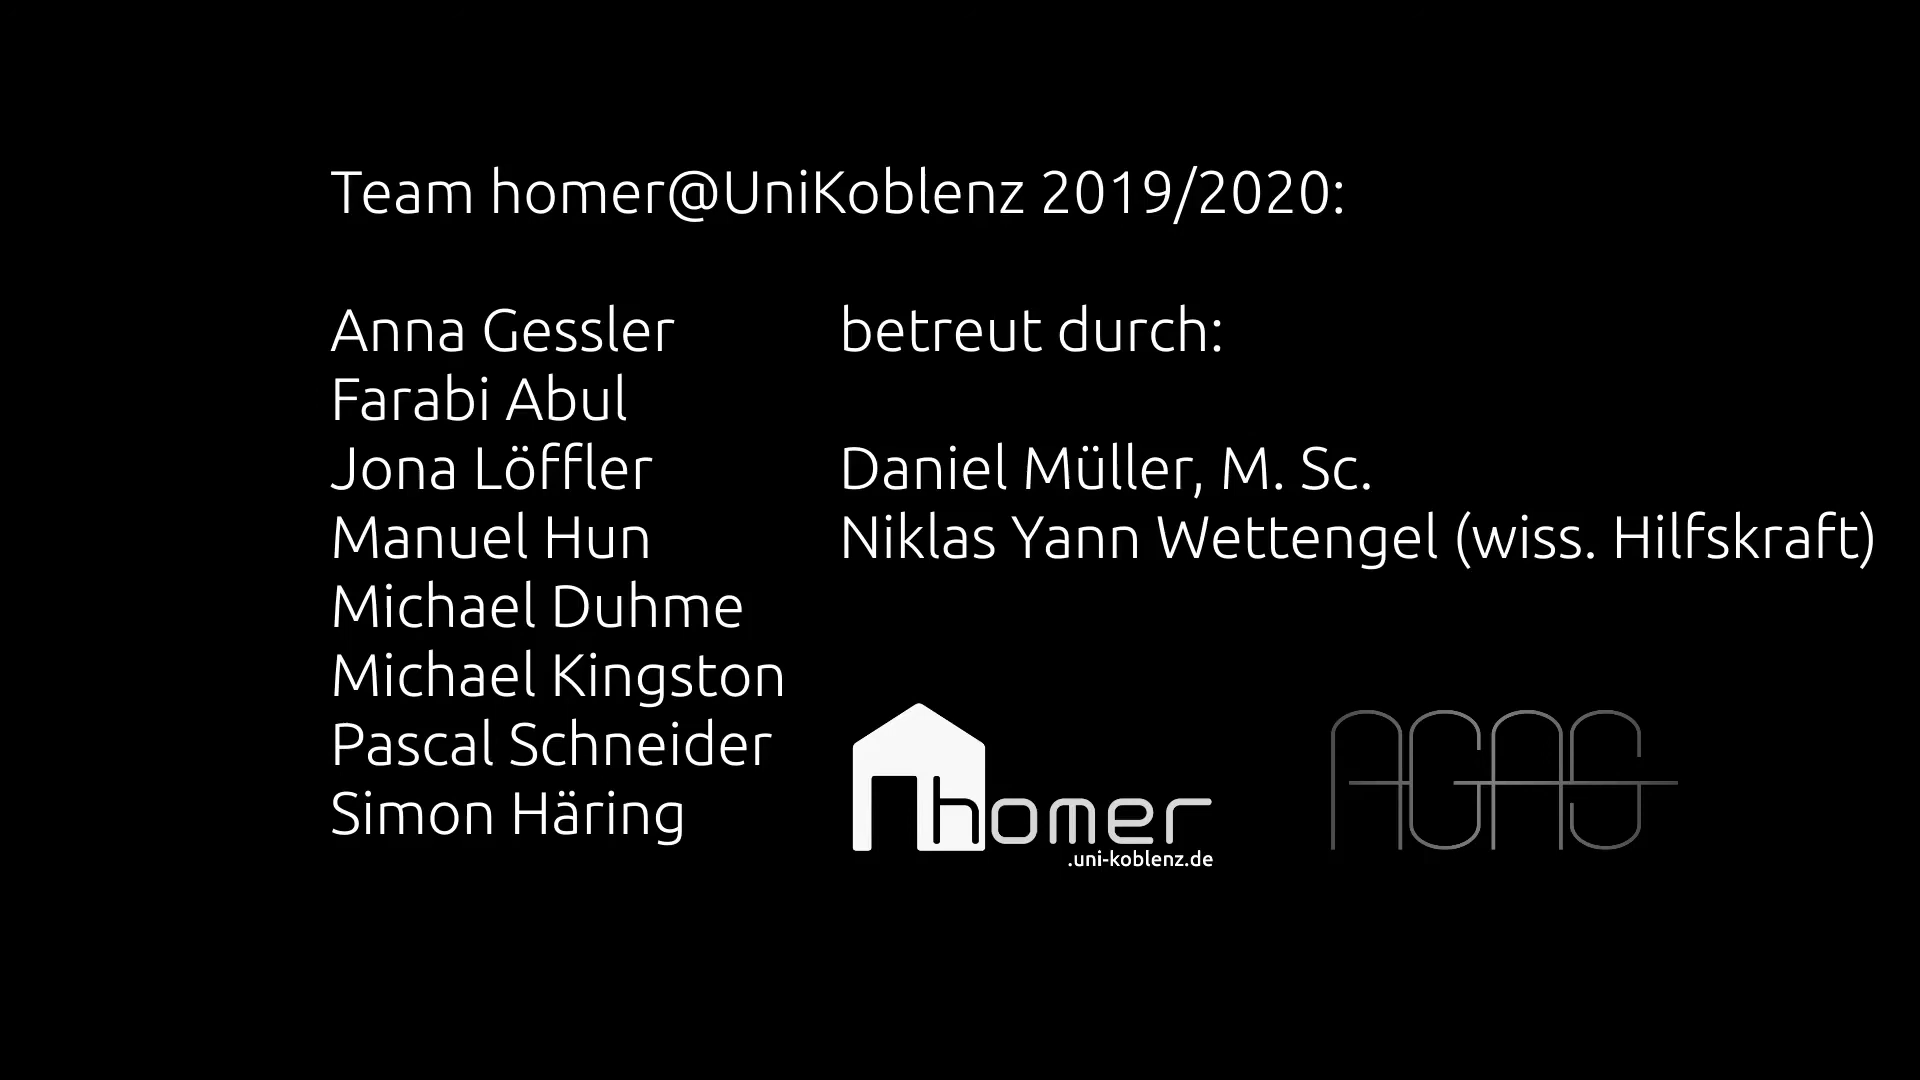 Team homer@UniKoblenz 2019/2020:
Anna Gessler
Farabi Abul
Jona Löffler
Manuel Hun
Michael Duhme
Michael Kingston
Pascal Schneider
Simon Häring
betreut durch:
Daniel Müller, M. Sc.
Niklas Yann Wettengel (wiss. Hilfskraft)
homer
.uni-koblenz.de
AGAS